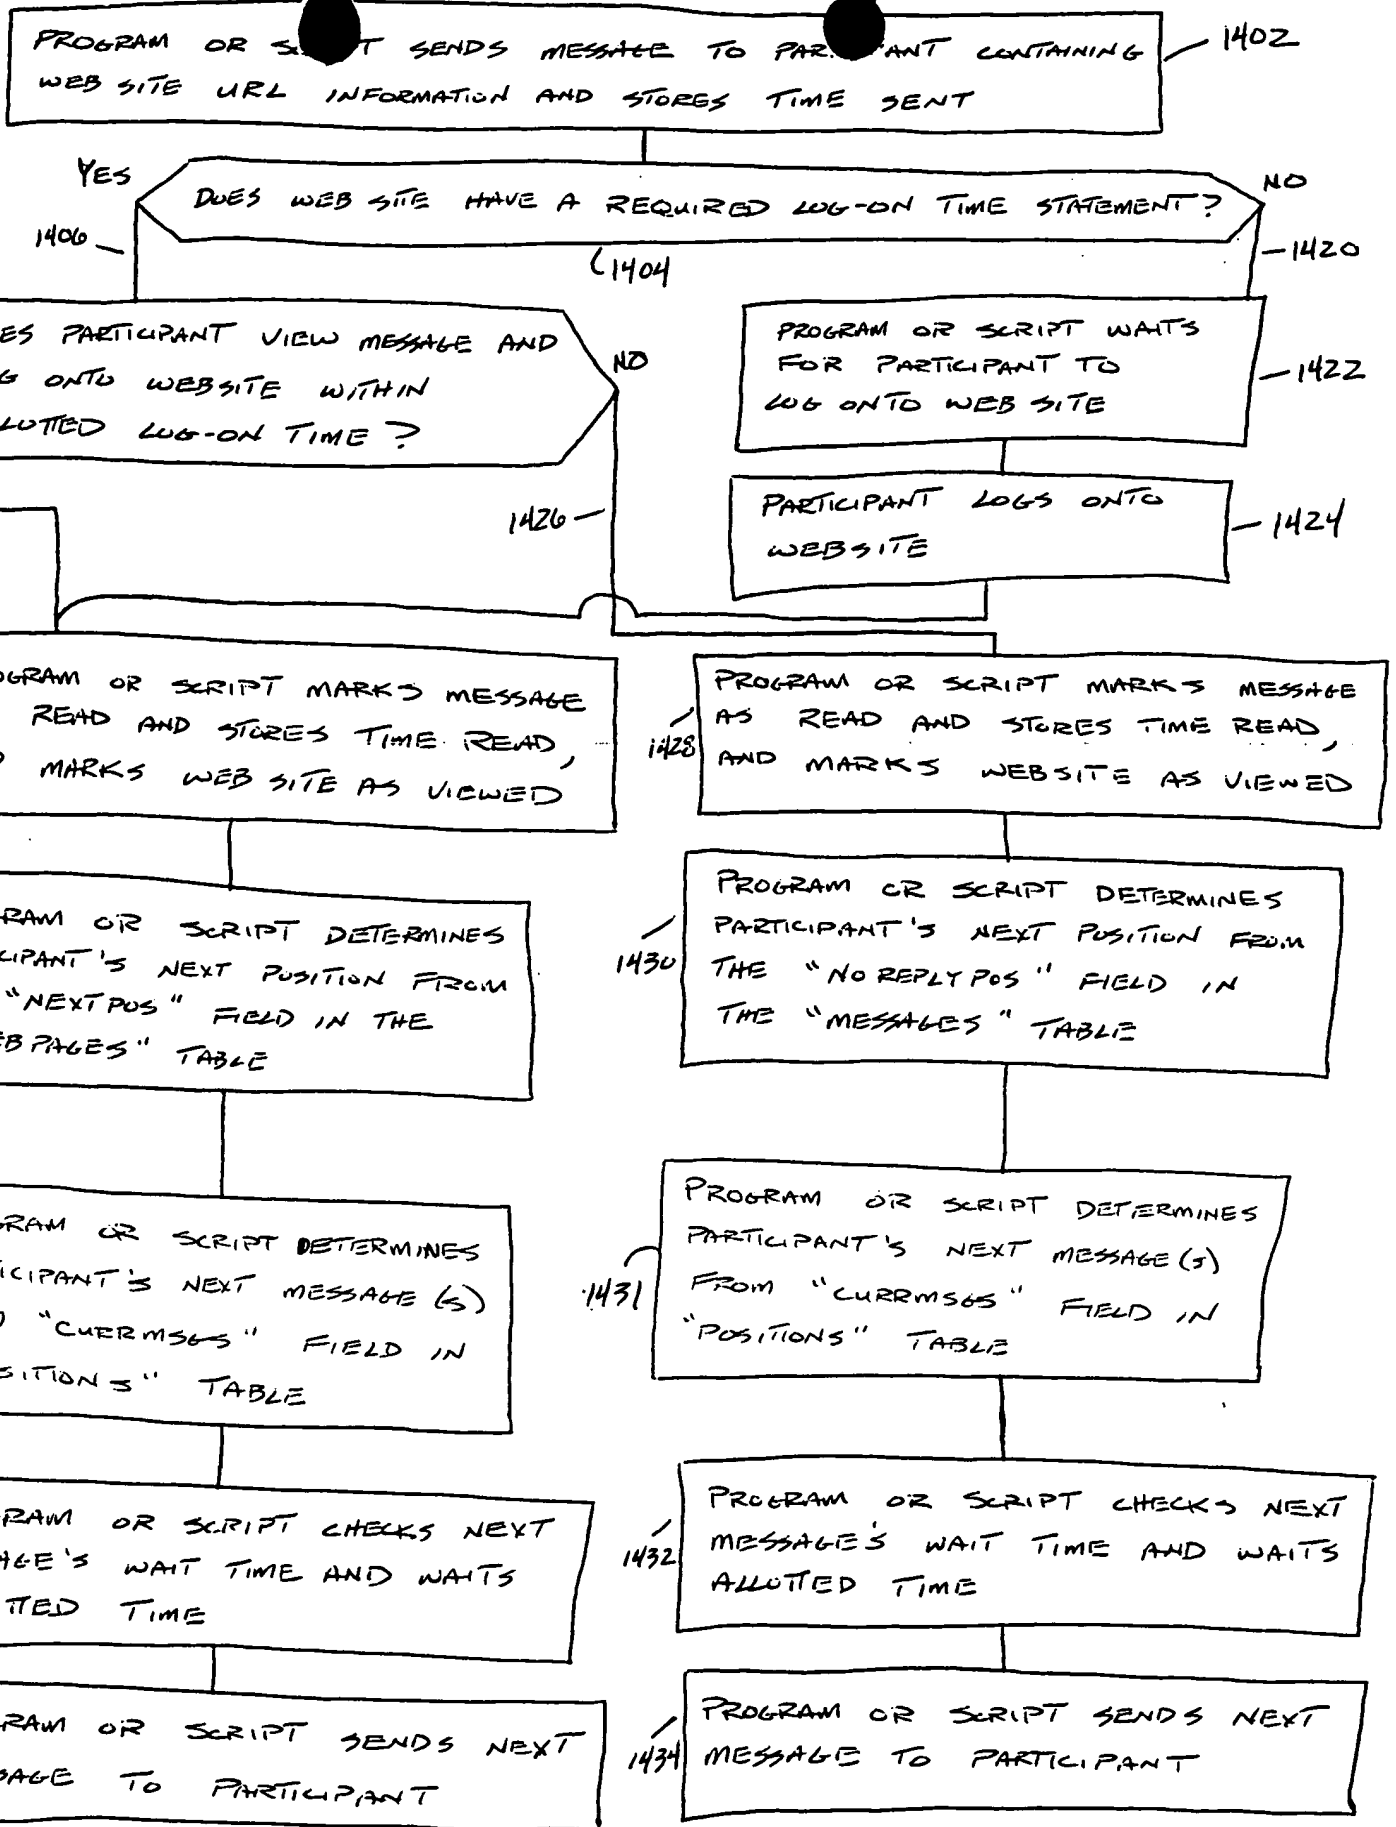 PROGRAM OR SENDS MESSAGE TO CONTAINING
WEB SITE URL INFORMATION AND STORES TIME SENT
1402
YES
DOES WEB SITE HAVE A REQUIRED LOG-ON TIME STATEMENT?
NO
1406
1404
1420
ES PARTICIPANT VIEW MESSAGE AND
G ONTO WEBSITE WITHIN
LOTTED LOG-ON TIME?
NO
PROGRAM OR SCRIPT WAITS
FOR PARTICIPANT TO
LOG ONTO WEB SITE
1422
1426
PARTICIPANT LOGS ONTO
WEBSITE
1424
OGRAM OR SCRIPT MARKS MESSAGE
READ AND STORES TIME READ,
D MARKS WEB SITE AS VIEWED
1428
PROGRAM OR SCRIPT MARKS MESSAGE
AS READ AND STORES TIME READ,
AND MARKS WEBSITE AS VIEWED
RAM OR SCRIPT DETERMINES
CIPANT'S NEXT POSITION FROM
"NEXTPOS" FIELD IN THE
EB PAGES" TABLE
1430
PROGRAM OR SCRIPT DETERMINES
PARTICIPANT'S NEXT POSITION FROM
THE "NOREPLYPOS" FIELD IN
THE "MESSAGES" TABLE
GRAM OR SCRIPT DETERMINES
ICIPANT'S NEXT MESSAGE(S)
"CURRMSGS" FIELD IN
SITIONS" TABLE
1431
PROGRAM OR SCRIPT DETERMINES
PARTICIPANT'S NEXT MESSAGE(S)
FROM "CURRMSGS" FIELD IN
"POSITIONS" TABLE
RAM OR SCRIPT CHECKS NEXT
AGE'S WAIT TIME AND WAITS
TTED TIME
1432
PROGRAM OR SCRIPT CHECKS NEXT
MESSAGE'S WAIT TIME AND WAITS
ALLOTTED TIME
RAM OR SCRIPT SENDS NEXT
SAGE TO PARTICIPANT
1434
PROGRAM OR SCRIPT SENDS NEXT
MESSAGE TO PARTICIPANT